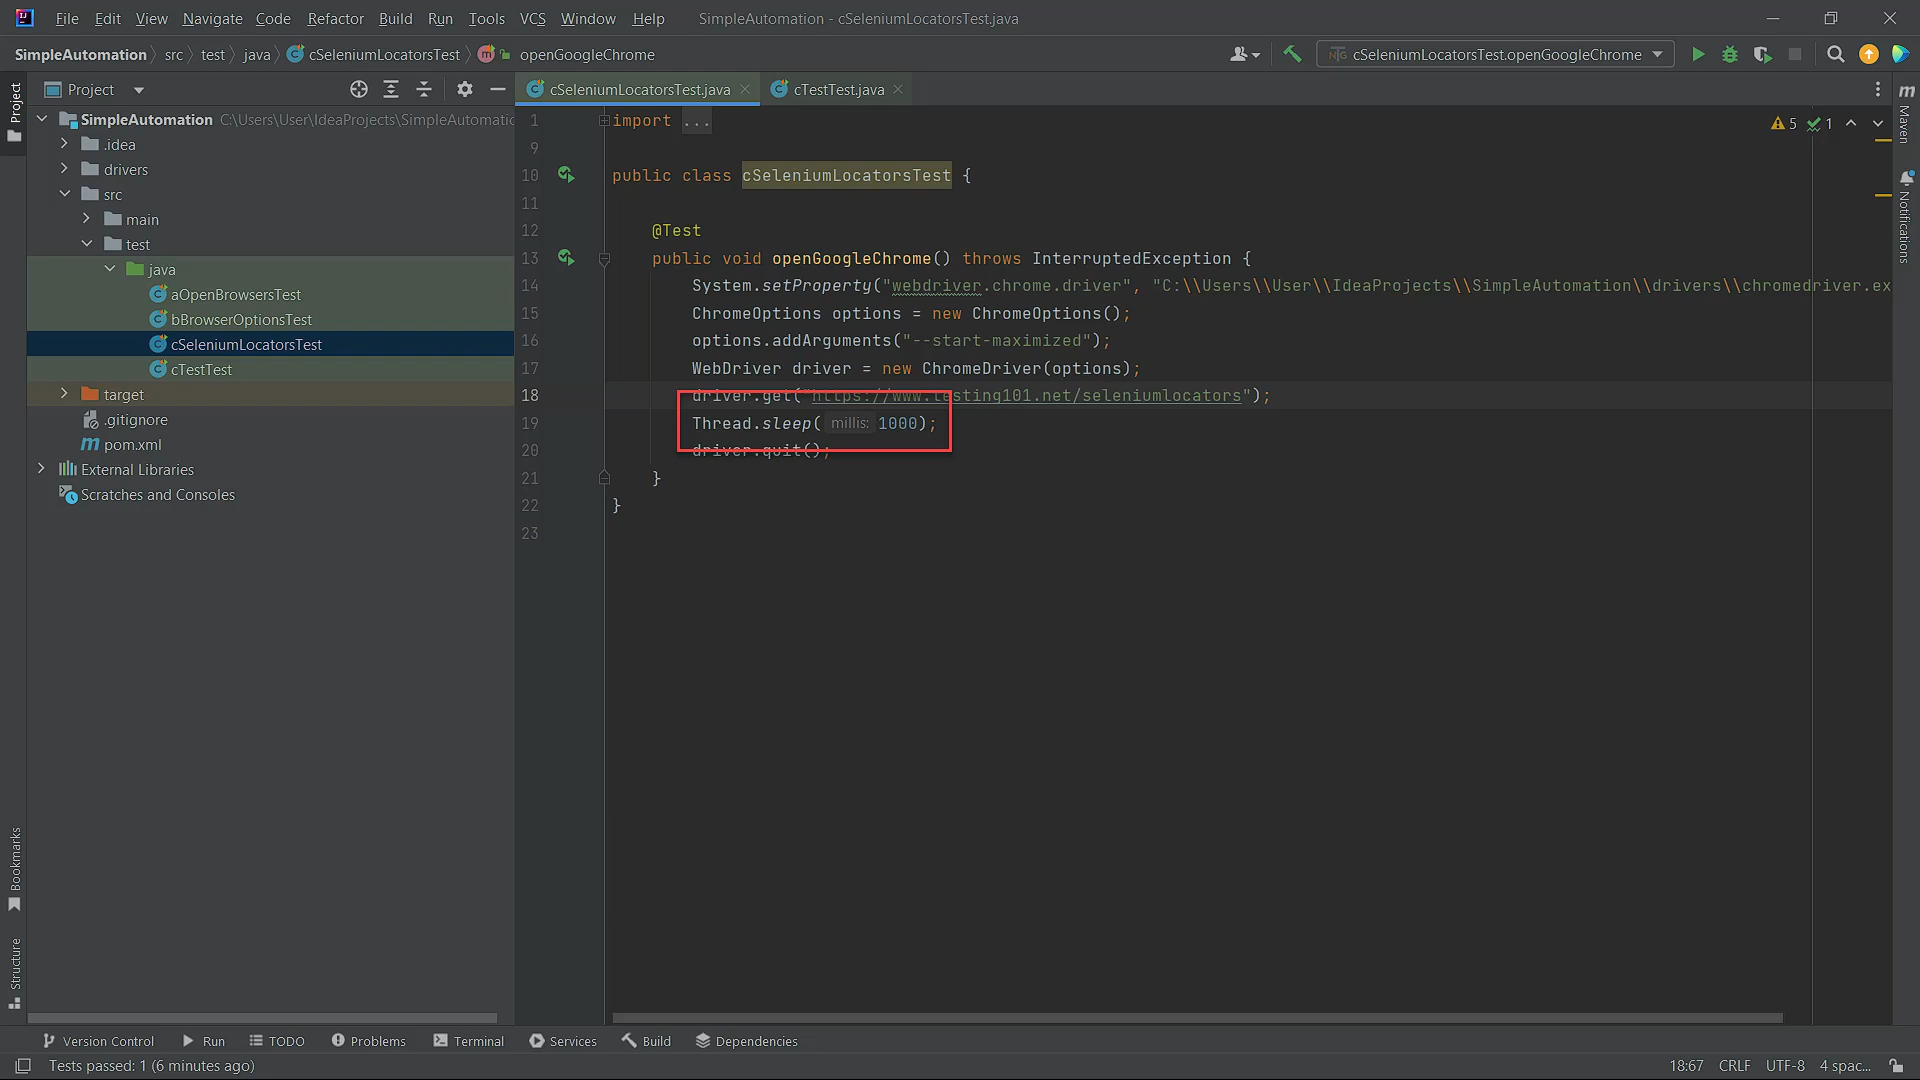 File Edit View Navigate Code Refactor Build Run Tools VCS Window Help SimpleAutomation - cSeleniumLocatorsTest.java
SimpleAutomation src test java cSeleniumLocatorsTest m openGoogleChrome cSeleniumLocatorsTest.openGoogleChrome
Project
cSeleniumLocatorsTest.java
cTestTest.java
Project
SimpleAutomation C:\Users\User\IdeaProjects\SimpleAutomatic
.idea
drivers
src
main
test
java
aOpenBrowsersTest
bBrowserOptionsTest
cSeleniumLocatorsTest
cTestTest
target
.gitignore
pom.xml
External Libraries
Scratches and Consoles
Bookmarks
Structure
1 import ...
9
10 public class cSeleniumLocatorsTest {
11
12 @Test
13 public void openGoogleChrome() throws InterruptedException {
14 System.setProperty("webdriver.chrome.driver", "C:\\Users\\User\\IdeaProjects\\SimpleAutomation\\drivers\\chromedriver.ex
15 ChromeOptions options = new ChromeOptions();
16 options.addArguments("--start-maximized");
17 WebDriver driver = new ChromeDriver(options);
18 driver.get("https://www.testing101.net/seleniumlocators");
19 Thread.sleep( millis: 1000);
20 driver.quit();
21 }
22 }
23
5 1
m Maven
Notifications
Version Control Run TODO Problems Terminal Services Build Dependencies
Tests passed: 1 (6 minutes ago) 18:67 CRLF UTF-8 4 spac...